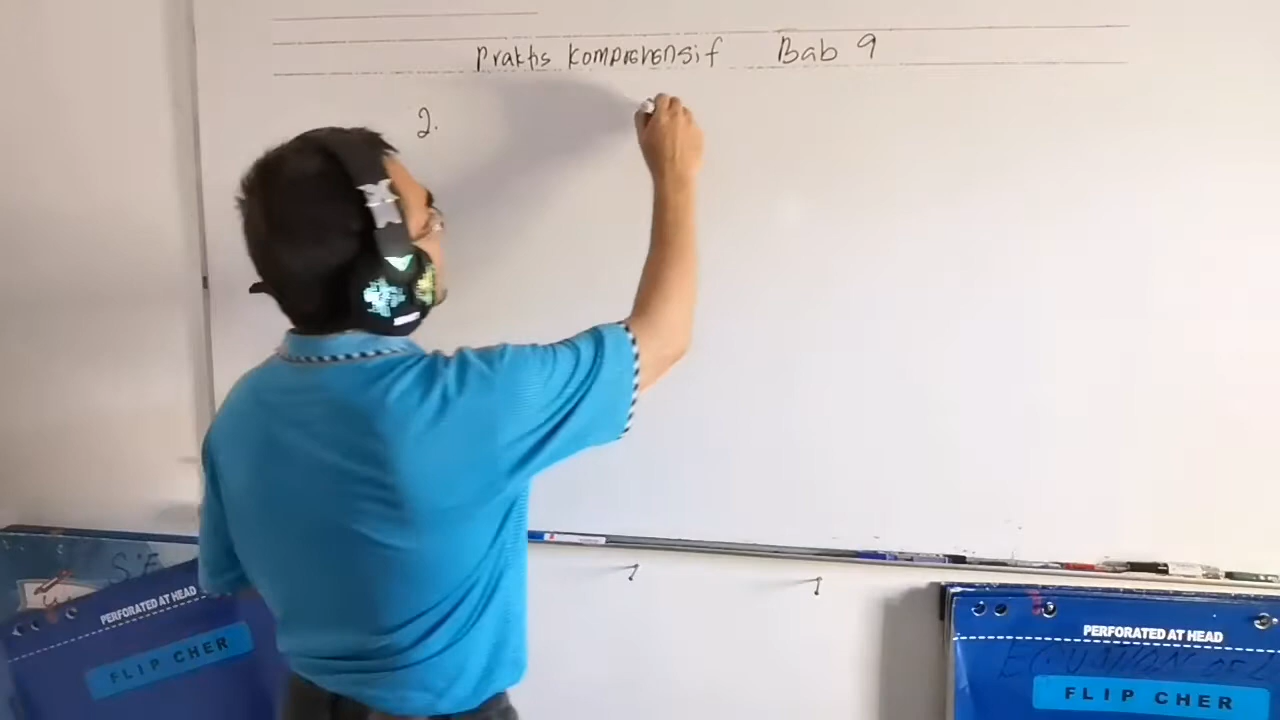 Praktis Komprehensif Bab 9
2.
S.F
PERFORATED AT HEAD
FLIP CHER
PERFORATED AT HEAD
FLIP CHER